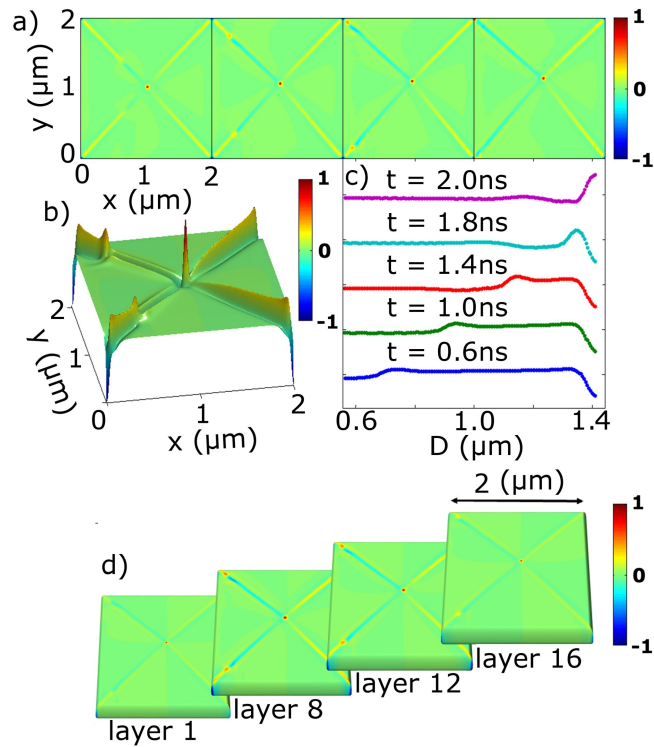 a)
2
1
0
y (μm)
0
1
2
x (μm)
1
0
-1
b)
1
0
-1
2
1
0
y (μm)
0
1
2
x (μm)
c)
t = 2.0ns
t = 1.8ns
t = 1.4ns
t = 1.0ns
t = 0.6ns
0.6
1.0
1.4
D (μm)
d)
2 (μm)
1
0
-1
layer 1
layer 8
layer 12
layer 16